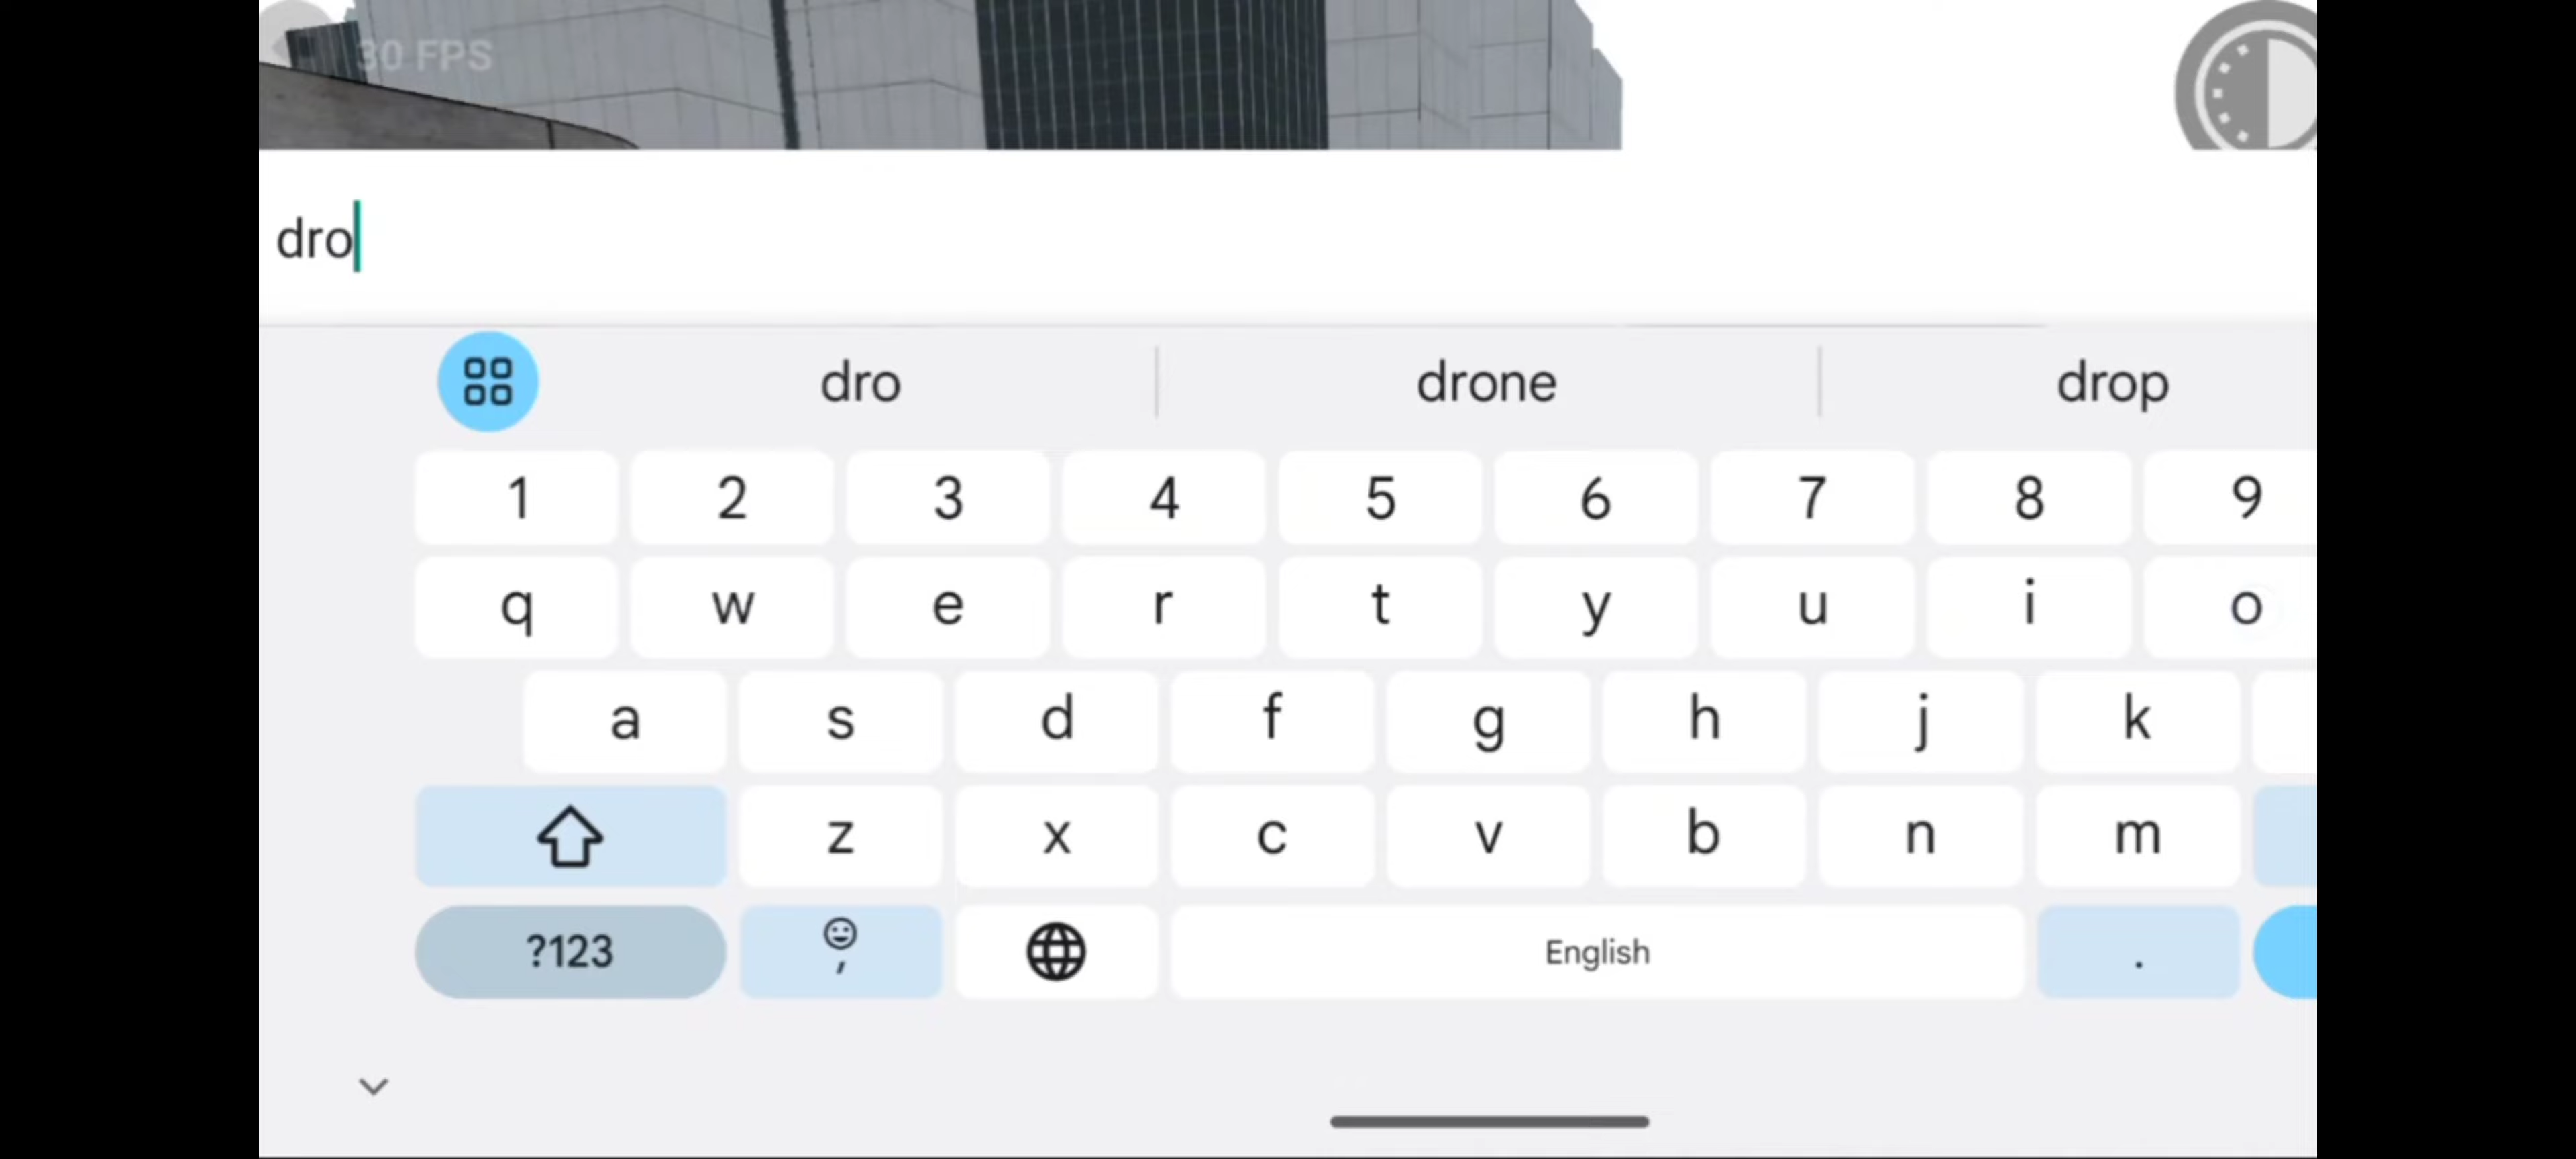 30 FPS
dro
dro drone drop
1 2 3 4 5 6 7 8 9
q w e r t y u i o
a s d f g h j k
z x c v b n m
?123 , English .